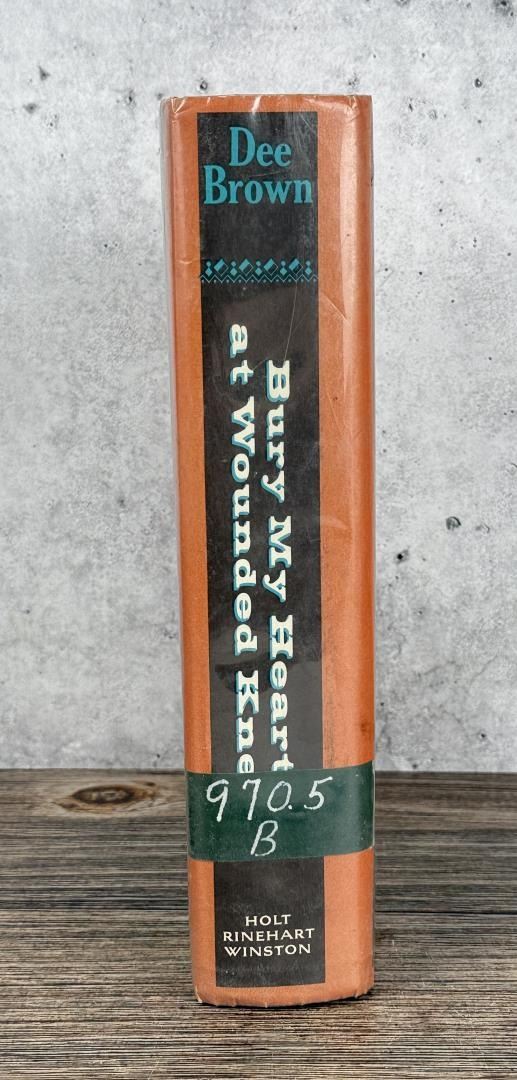 Dee
Brown
Bury My Heart
at Wounded Kne
970.5
B
HOLT
RINEHART
WINSTON